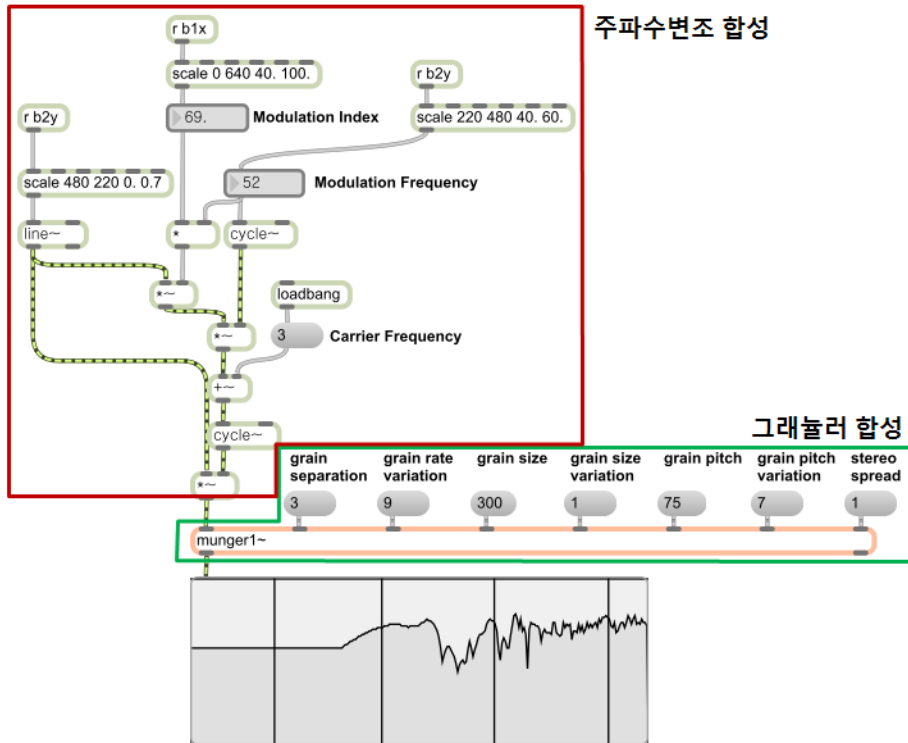 주파수변조 합성
r b1x
scale 0 640 40. 100.
r b2y
69.
Modulation Index
scale 220 480 40. 60.
r b2y
52
Modulation Frequency
scale 480 220 0. 0.7
line~
*
cycle~
*~
loadbang
*~
3
Carrier Frequency
+~
cycle~
그래뉼러 합성
*~
grain separation
grain rate variation
grain size
grain size variation
grain pitch
grain pitch variation
stereo spread
3
9
300
1
75
7
1
munger1~